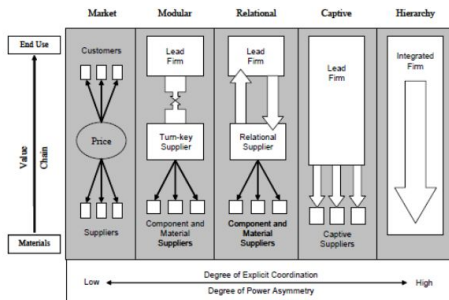 Market
Modular
Relational
Captive
Hierarchy
End Use
Value
Chain
Materials
Customers
Price
Suppliers
Lead
Firm
Turn-key
Supplier
Component and
Material
Suppliers
Lead
Firm
Relational
Supplier
Component and
Material
Suppliers
Lead
Firm
Captive
Suppliers
Integrated
Firm
Low
Degree of Explicit Coordination
Degree of Power Asymmetry
High